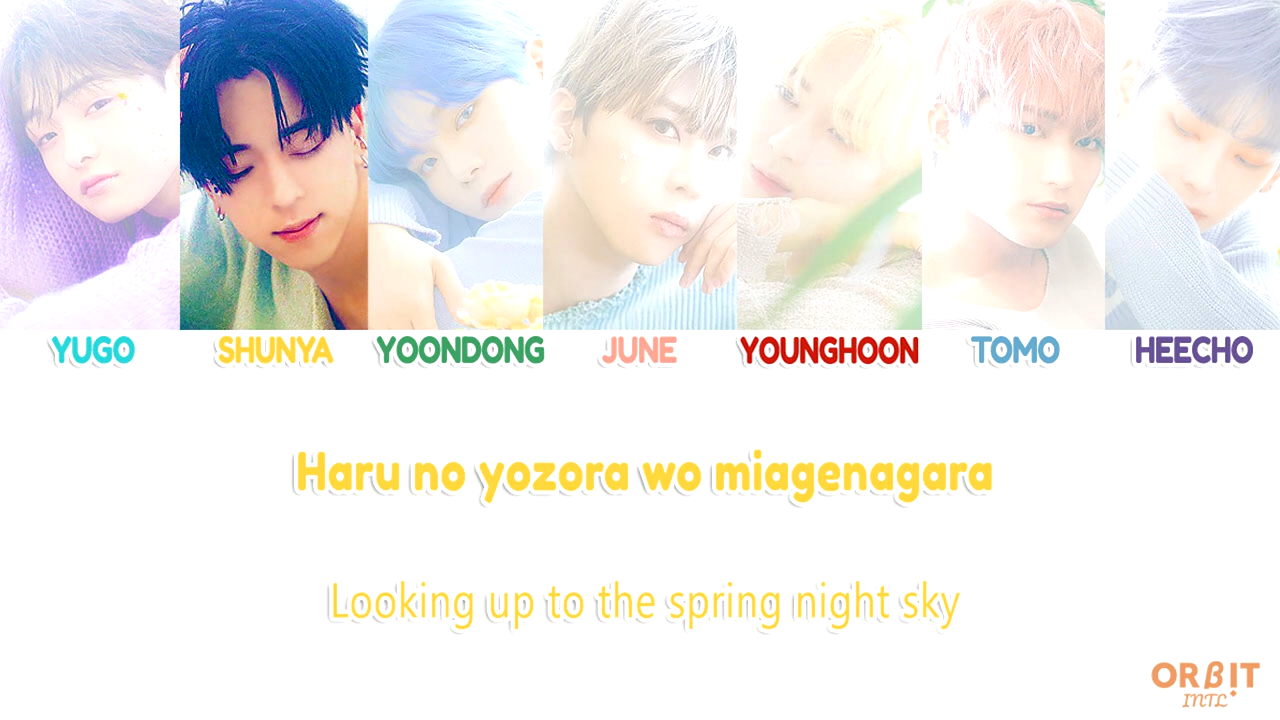 YUGO SHUNYA YOONDONG JUNE YOUNGHOON TOMO HEECHO
Haru no yozora wo miagenagara
Looking up to the spring night sky
ORβIT
INTL